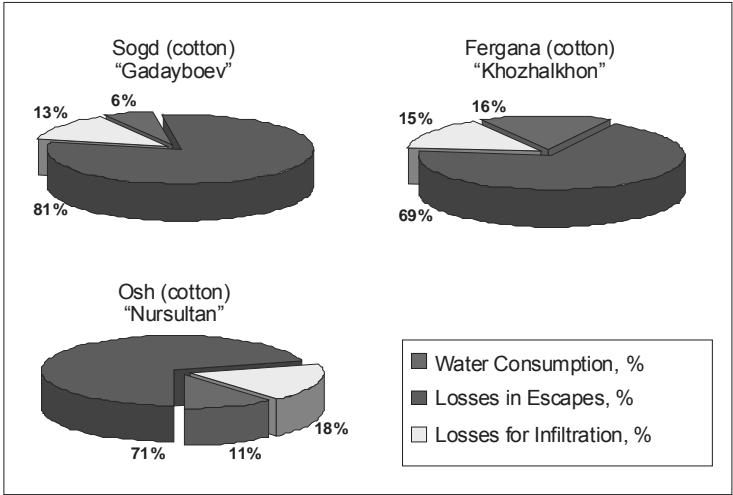 Sogd (cotton)
“Gadayboev”
13%
6%
81%
Fergana (cotton)
“Khozhalkhon”
15%
16%
69%
Osh (cotton)
“Nursultan”
71%
11%
18%
Water Consumption, %
Losses in Escapes, %
Losses for Infiltration, %